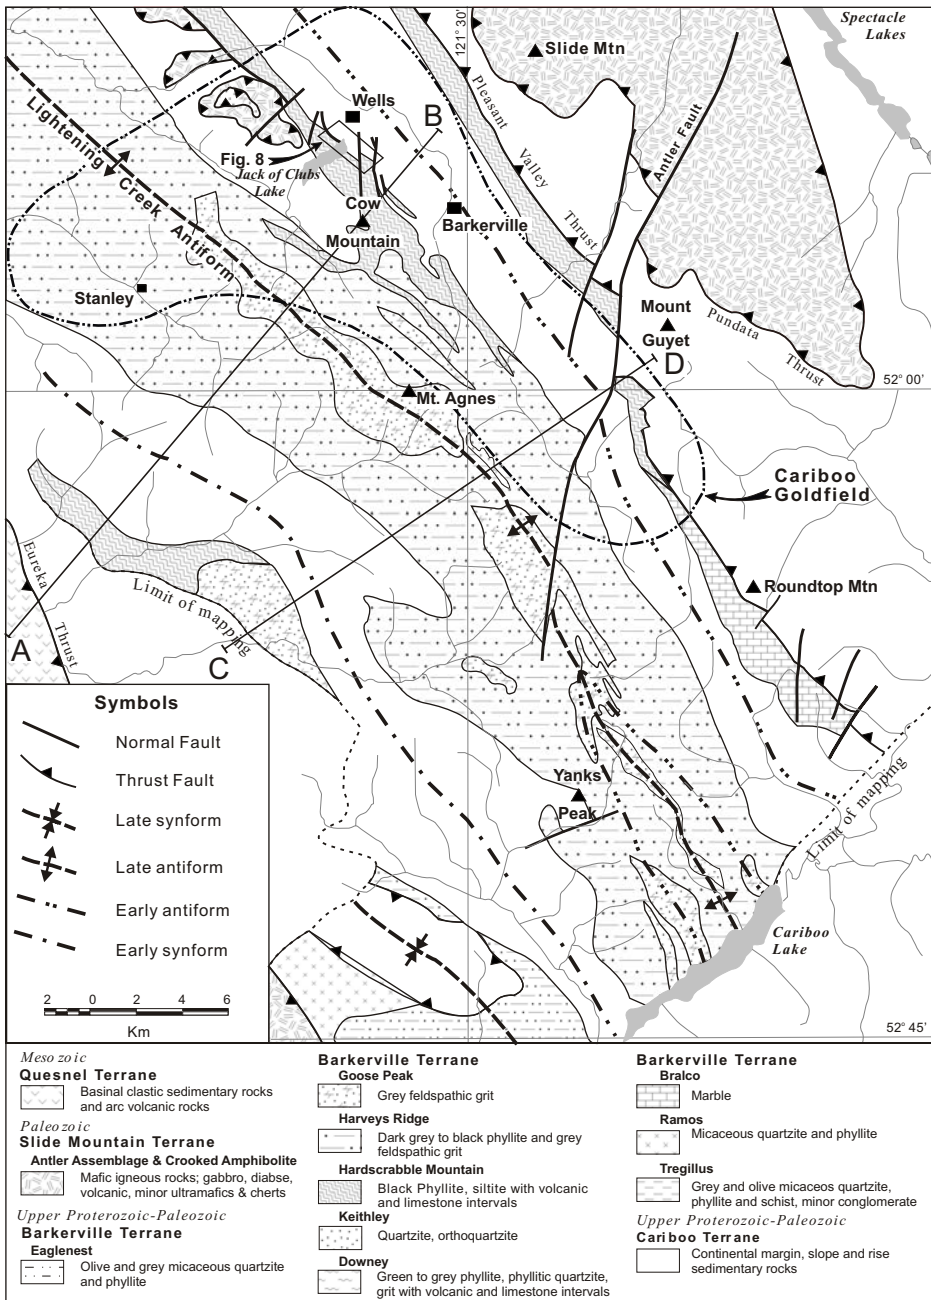 121° 30'
Spectacle
Lakes
Slide Mtn
Pleasant
Valley
Thrust
Antler Fault
Wells
B
Lightening
Creek
Antiform
Fig. 8
Jack of Clubs
Lake
Cow
Mountain
Barkerville
Stanley
Mount
Guyet
Pundata
Thrust
D
52° 00'
Mt. Agnes
Cariboo
Goldfield
Eureka
Thrust
Limit of mapping
Roundtop Mtn
A
C
Symbols
Normal Fault
Thrust Fault
Late synform
Late antiform
Early antiform
Early synform
2 0 2 4 6
Km
Yanks
Peak
Limit of mapping
Cariboo
Lake
52° 45'
Mesozoic
Quesnel Terrane
Basinal clastic sedimentary rocks
and arc volcanic rocks
Paleozoic
Slide Mountain Terrane
Antler Assemblage & Crooked Amphibolite
Mafic igneous rocks; gabbro, diabse,
volcanic, minor ultramafics & cherts
Upper Proterozoic-Paleozoic
Barkerville Terrane
Eaglenest
Olive and grey micaceous quartzite
and phyllite
Barkerville Terrane
Goose Peak
Grey feldspathic grit
Harveys Ridge
Dark grey to black phyllite and grey
feldspathic grit
Hardscrabble Mountain
Black Phyllite, siltite with volcanic
and limestone intervals
Keithley
Quartzite, orthoquartzite
Downey
Green to grey phyllite, phyllitic quartzite,
grit with volcanic and limestone intervals
Barkerville Terrane
Bralco
Marble
Ramos
Micaceous quartzite and phyllite
Tregillus
Grey and olive micaceos quartzite,
phyllite and schist, minor conglomerate
Upper Proterozoic-Paleozoic
Cariboo Terrane
Continental margin, slope and rise
sedimentary rocks